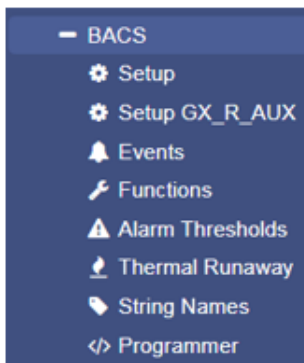 BACS
Setup
Setup GX_R_AUX
Events
Functions
Alarm Thresholds
Thermal Runaway
String Names
Programmer